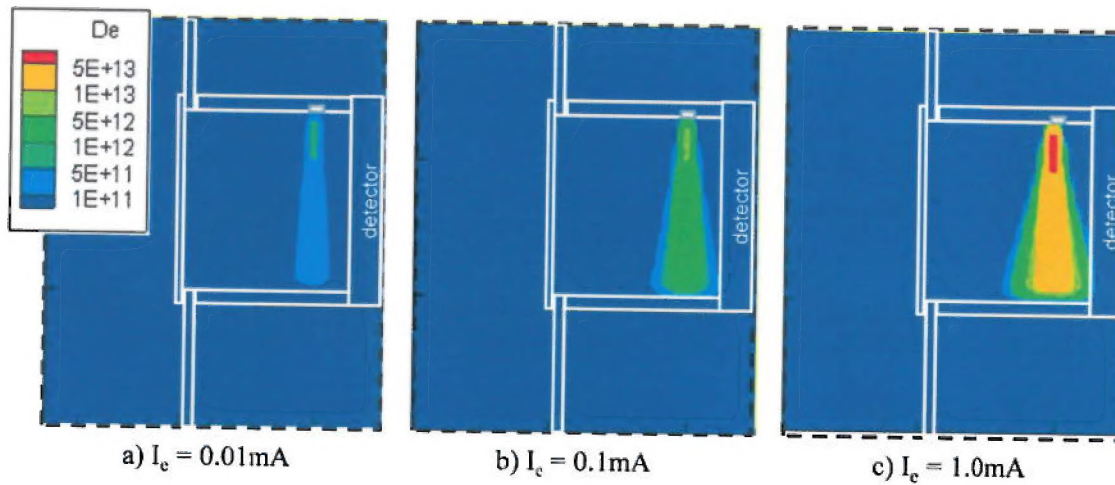 De
5E+13
1E+13
5E+12
1E+12
5E+11
1E+11
detector
detector
detector
a) Ie = 0.01mA
b) Ie = 0.1mA
c) Ie = 1.0mA